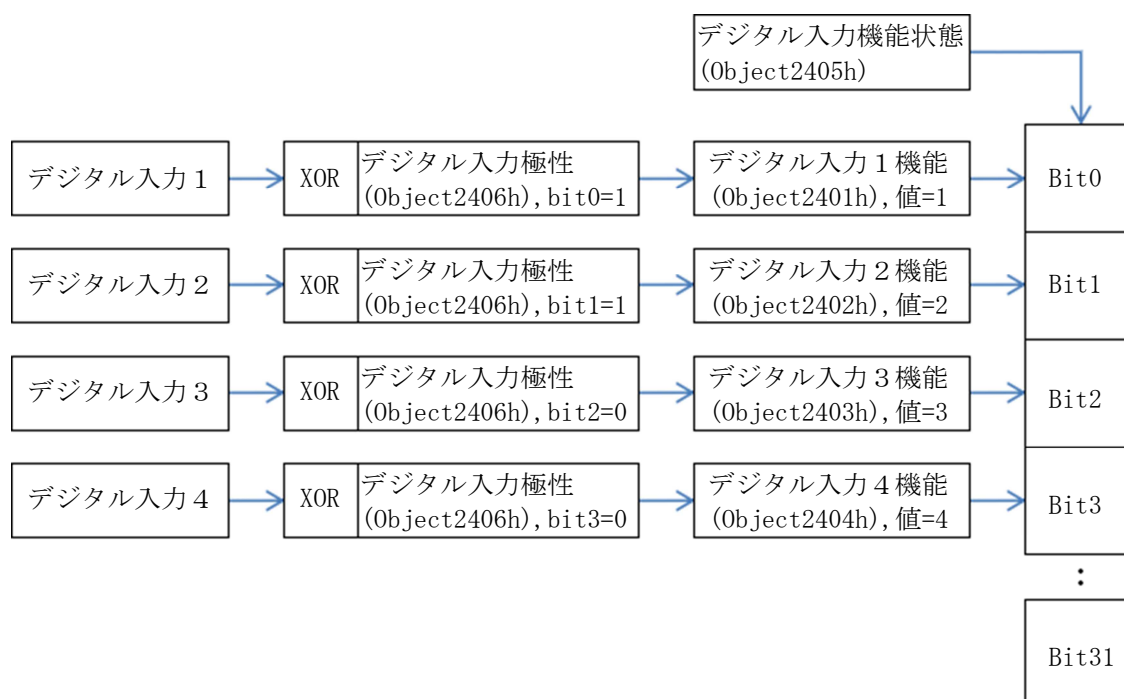 デジタル入力機能状態
(Object2405h)
デジタル入力1
XOR
デジタル入力極性
(Object2406h),bit0=1
デジタル入力1機能
(Object2401h),値=1
Bit0
デジタル入力2
XOR
デジタル入力極性
(Object2406h),bit1=1
デジタル入力2機能
(Object2402h),値=2
Bit1
デジタル入力3
XOR
デジタル入力極性
(Object2406h),bit2=0
デジタル入力3機能
(Object2403h),値=3
Bit2
デジタル入力4
XOR
デジタル入力極性
(Object2406h),bit3=0
デジタル入力4機能
(Object2404h),値=4
Bit3
:
Bit31